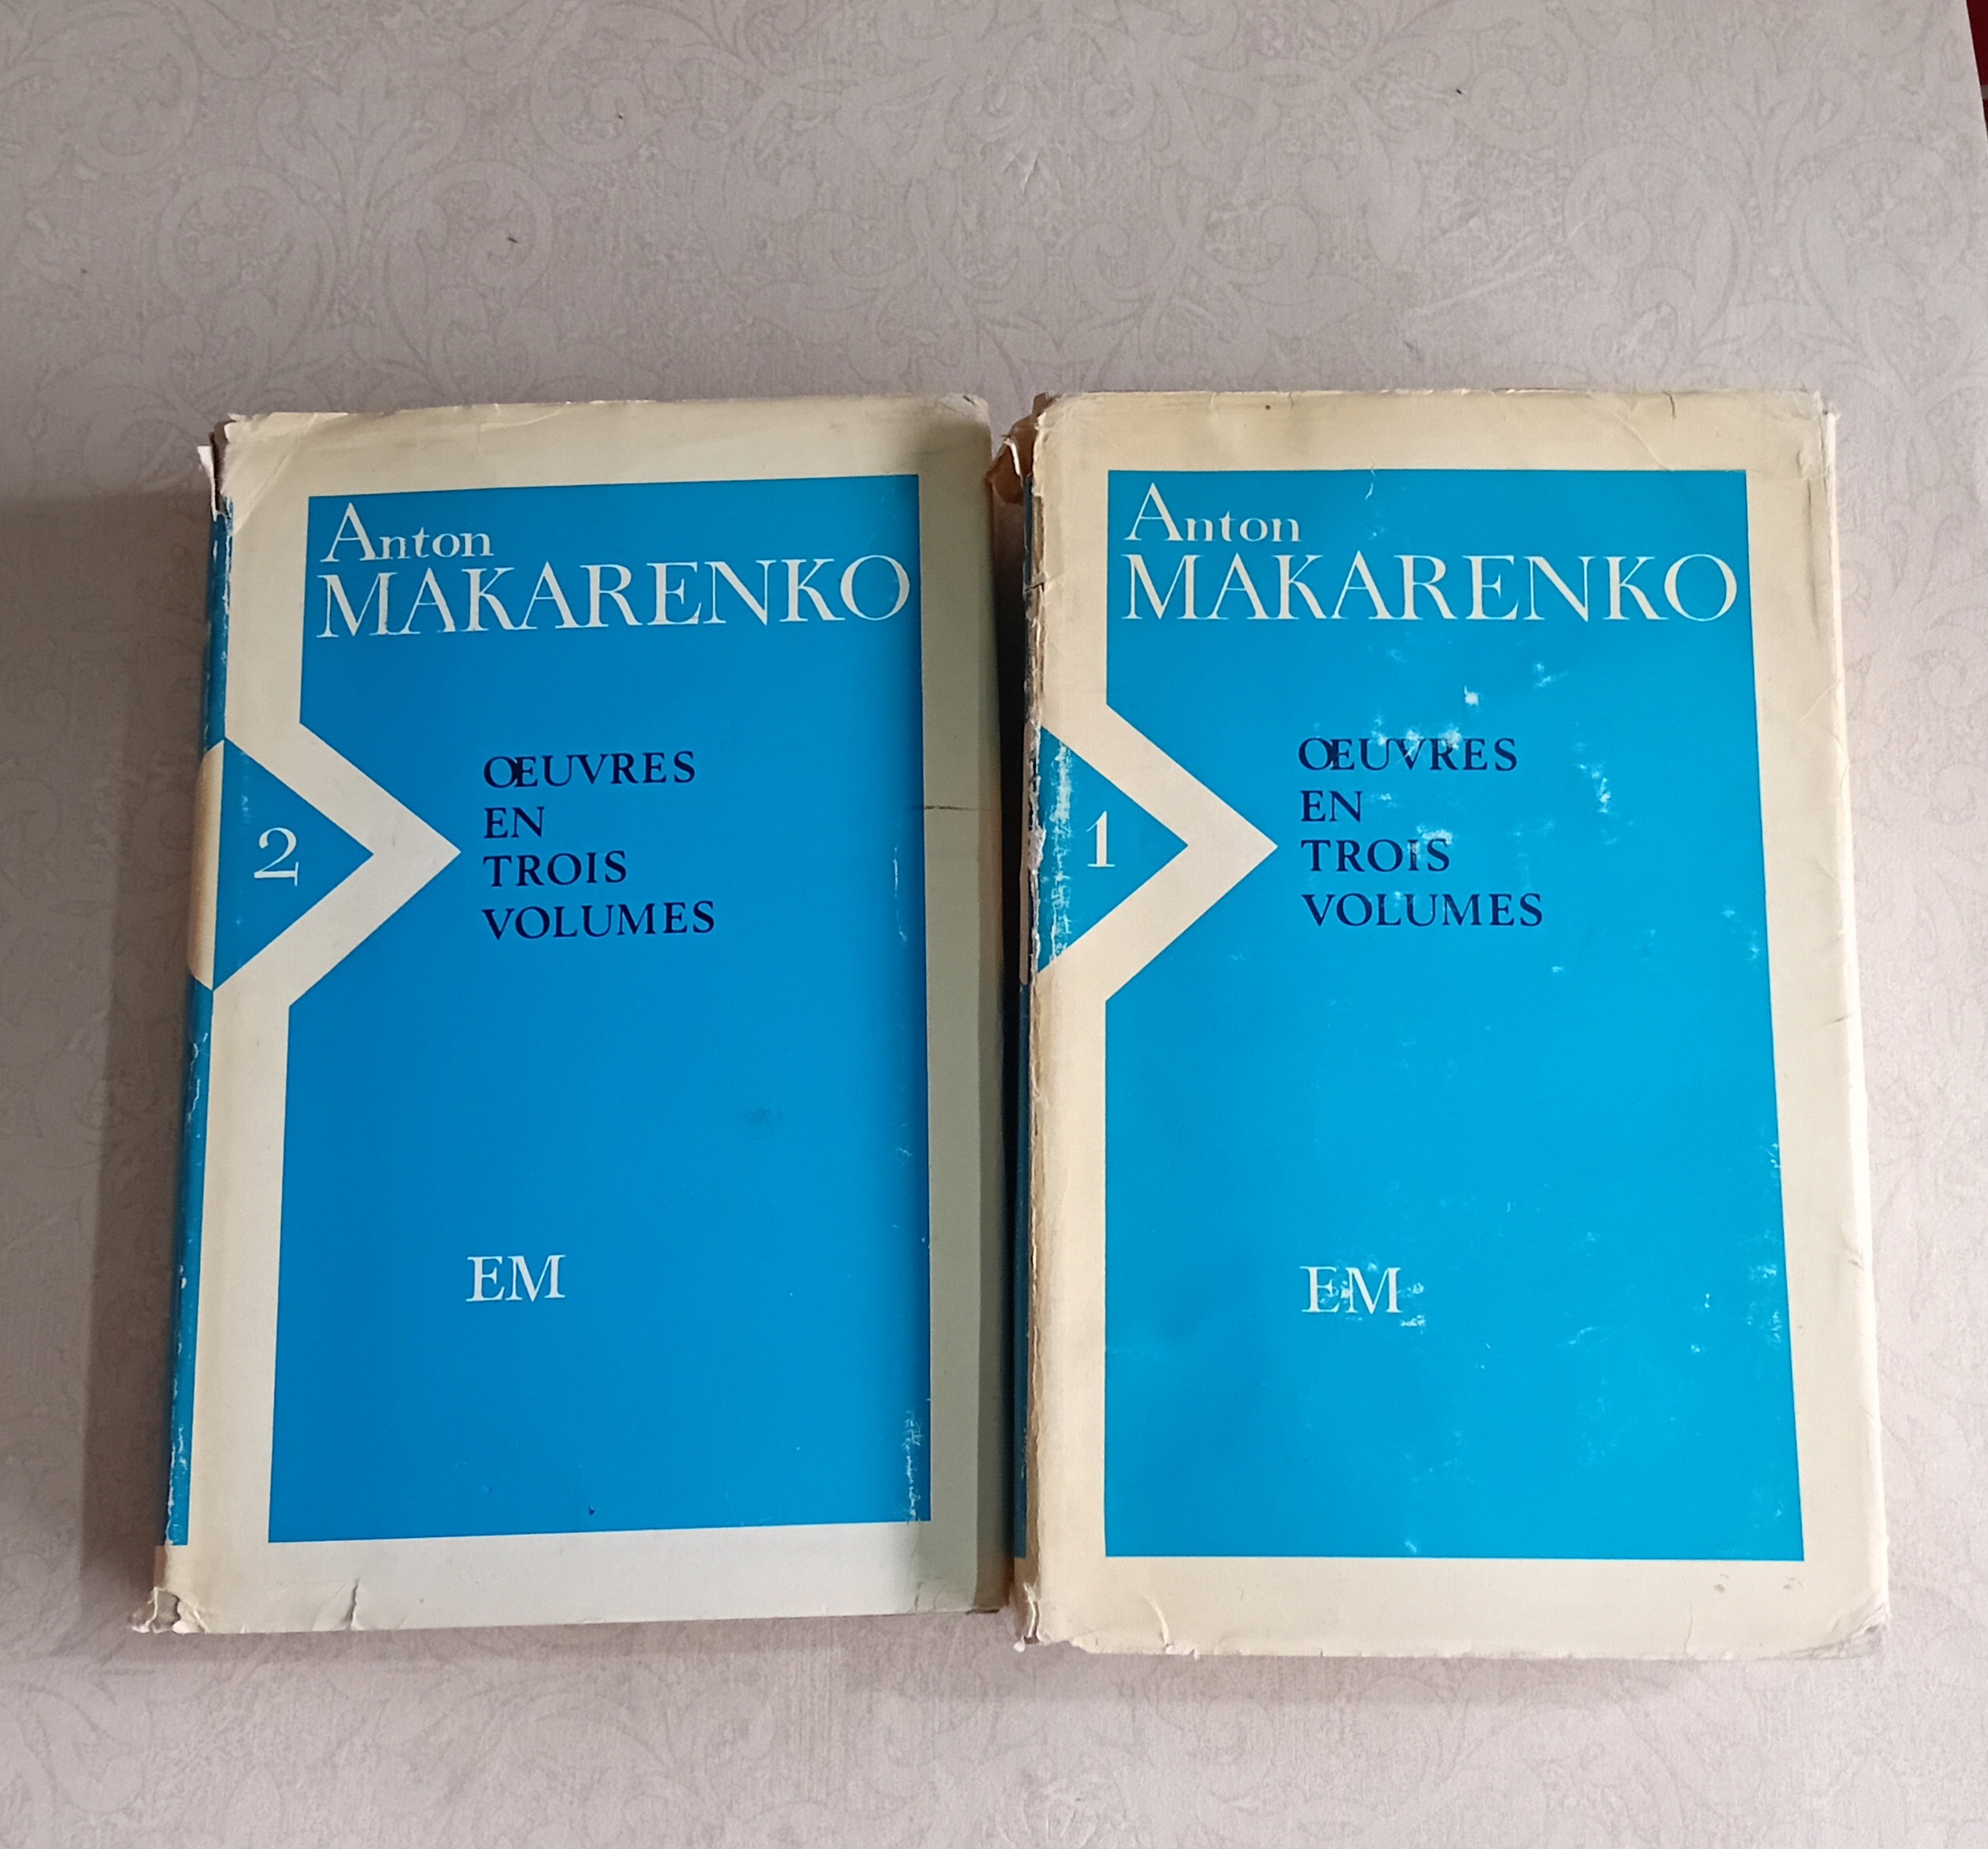 Anton
MAKARENKO
ŒUVRES
EN
TROIS
VOLUMES
2
EM
Anton
MAKARENKO
ŒUVRES
EN
TROIS
VOLUMES
1
EM